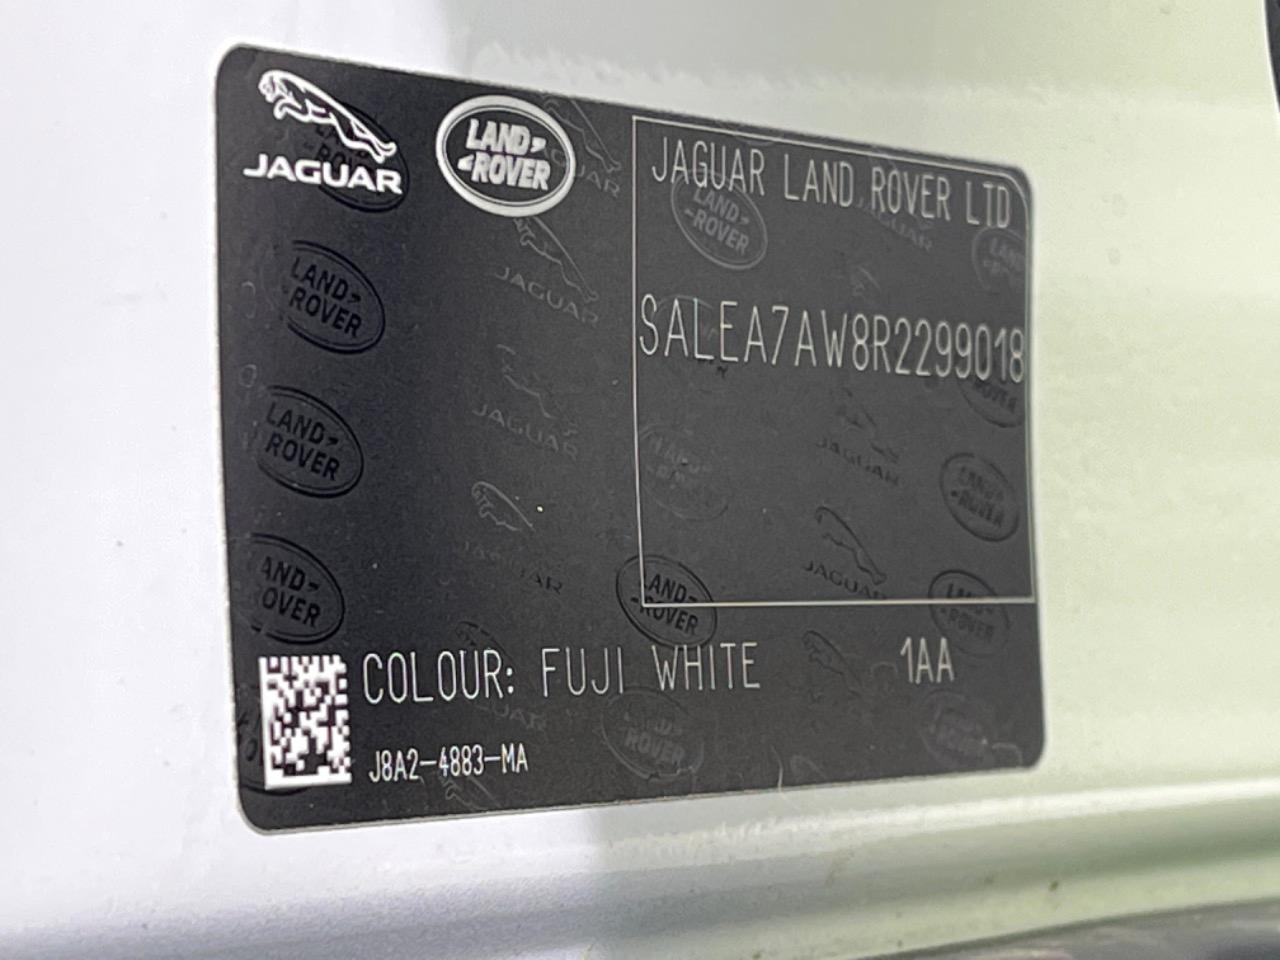 JAGUAR
LAND ROVER
JAGUAR LAND ROVER LTD
SALEA7AW8R2299018
COLOUR: FUJI WHITE 1AA
J8A2-4883-MA